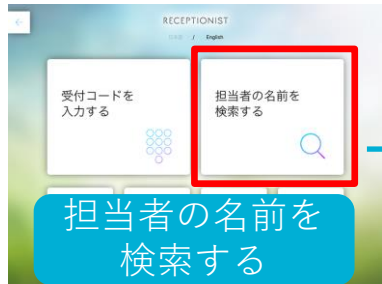 RECEPTIONIST
日本語 / English
受付コードを
入力する
担当者の名前を
検索する
担当者の名前を
検索する